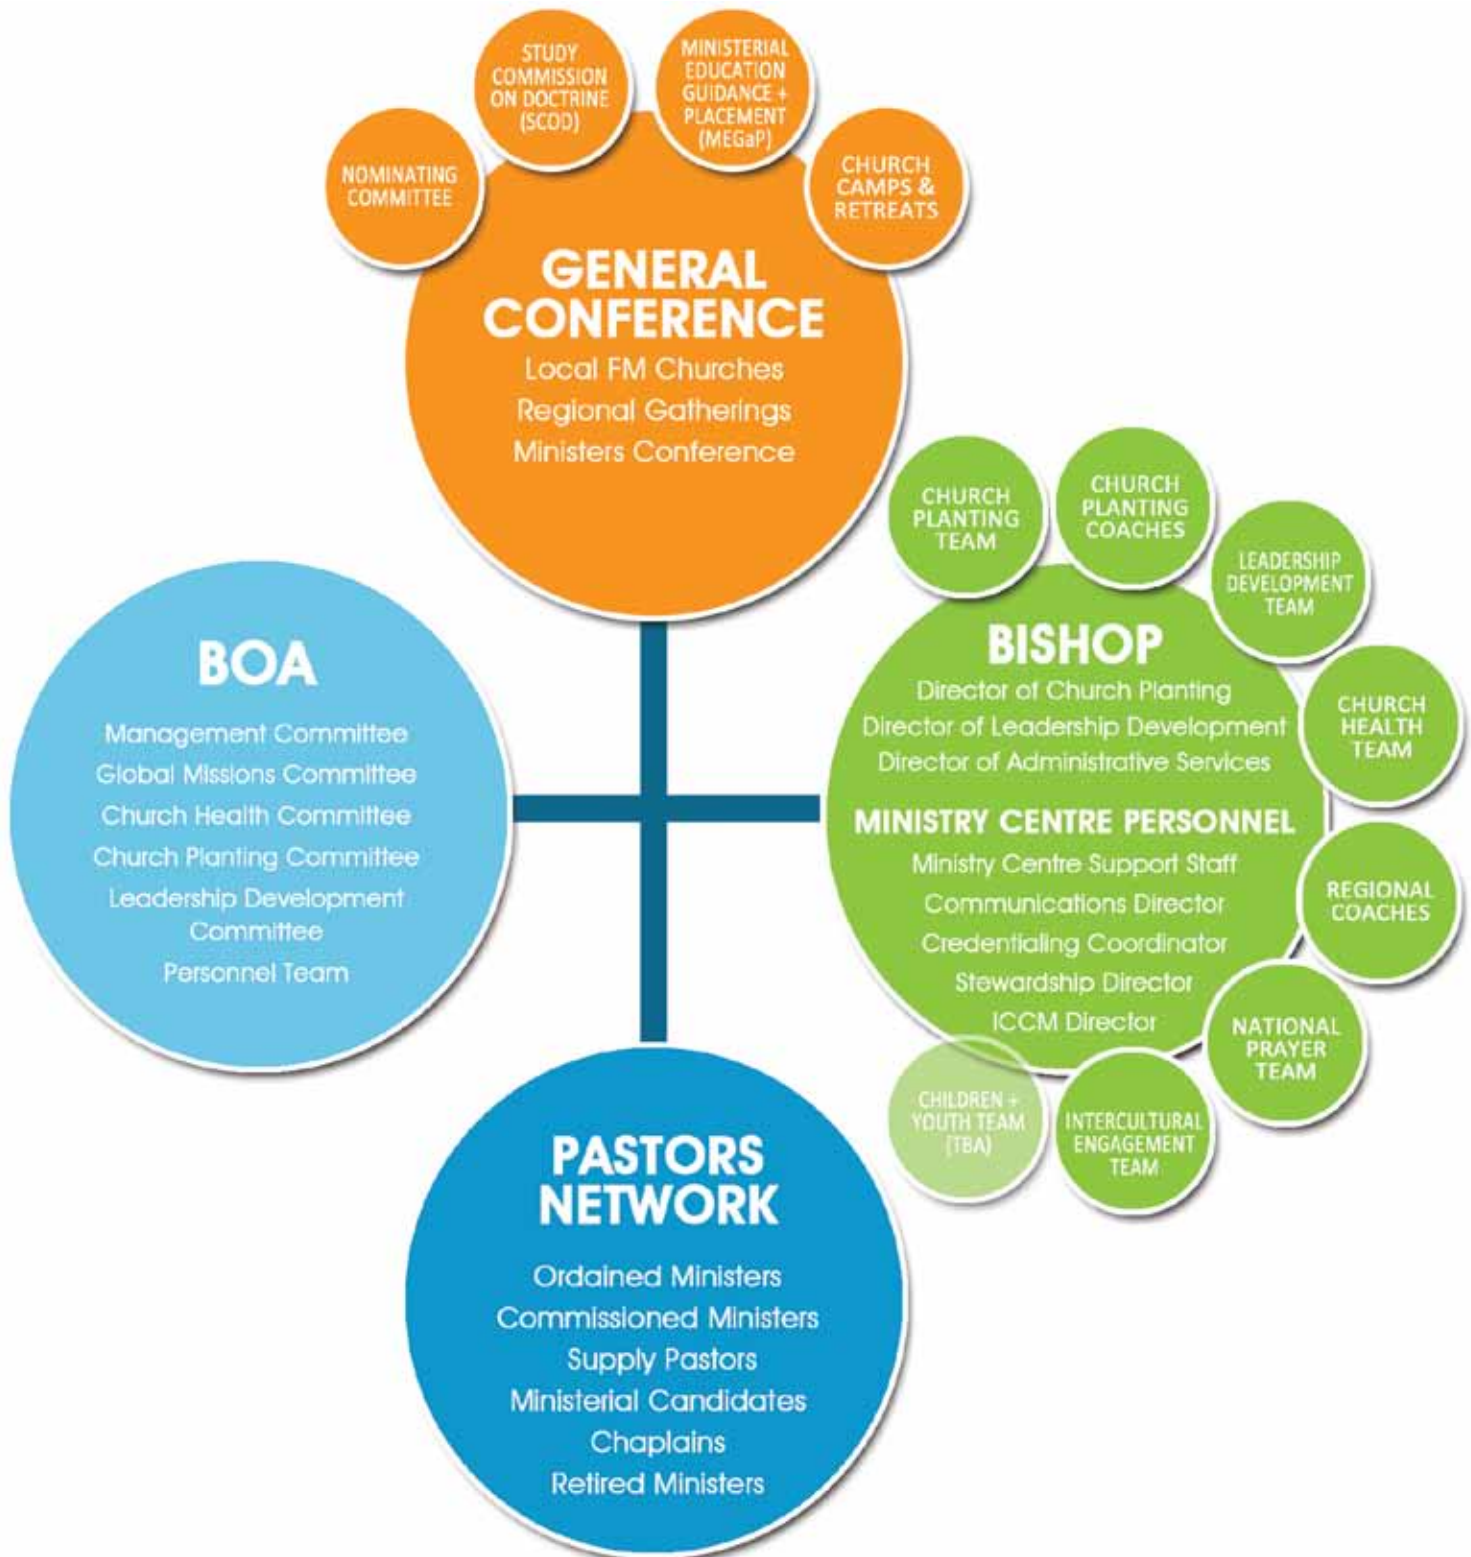 STUDY
COMMISSION
ON DOCTRINE
(SCOD)
MINISTERIAL
EDUCATION
GUIDANCE +
PLACEMENT
(MEGaP)
NOMINATING
COMMITTEE
CHURCH
CAMPS &
RETREATS
GENERAL
CONFERENCE
Local FM Churches
Regional Gatherings
Ministers Conference
BOA
Management Committee
Global Missions Committee
Church Health Committee
Church Planting Committee
Leadership Development
Committee
Personnel Team
CHURCH
PLANTING
TEAM
CHURCH
PLANTING
COACHES
LEADERSHIP
DEVELOPMENT
TEAM
CHURCH
HEALTH
TEAM
REGIONAL
COACHES
NATIONAL
PRAYER
TEAM
INTERCULTURAL
ENGAGEMENT
TEAM
CHILDREN +
YOUTH TEAM
(TBA)
BISHOP
Director of Church Planting
Director of Leadership Development
Director of Administrative Services
MINISTRY CENTRE PERSONNEL
Ministry Centre Support Staff
Communications Director
Credentialing Coordinator
Stewardship Director
ICCM Director
PASTORS
NETWORK
Ordained Ministers
Commissioned Ministers
Supply Pastors
Ministerial Candidates
Chaplains
Retired Ministers